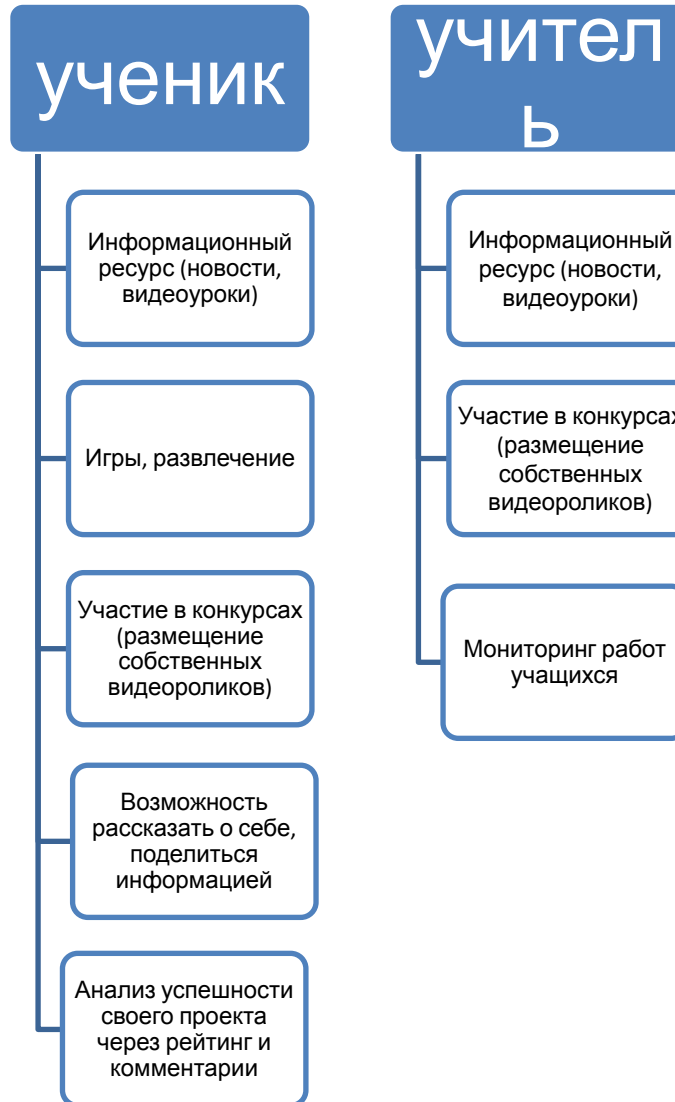 ученик
Информационный
ресурс (новости,
видеоуроки)
Игры, развлечение
Участие в конкурсах
(размещение
собственных
видеороликов)
Возможность
рассказать о себе,
поделиться
информацией
Анализ успешности
своего проекта
через рейтинг и
комментарии
учител
ь
Информационный
ресурс (новости,
видеоуроки)
Участие в конкурсах
(размещение
собственных
видеороликов)
Мониторинг работ
учащихся